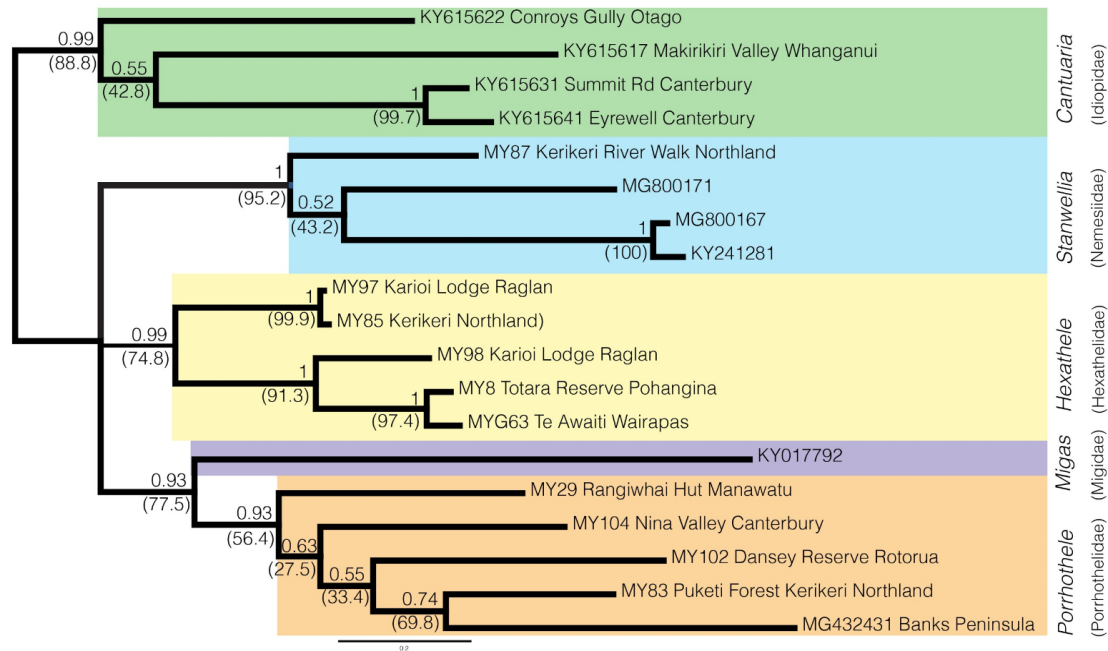 KY615622 Conroys Gully Otago
0.99
(88.8)
KY615617 Makirikiri Valley Whanganui
0.55
(42.8)
KY615631 Summit Rd Canterbury
1
(99.7)
KY615641 Eyrewell Canterbury
Cantuaria
(Idiopidae)
MY87 Kerikeri River Walk Northland
1
(95.2)
MG800171
0.52
(43.2)
MG800167
1
(100)
KY241281
Stanwellia
(Nemesiidae)
MY97 Karioi Lodge Raglan
1
(99.9)
MY85 Kerikeri Northland)
0.99
(74.8)
MY98 Karioi Lodge Raglan
1
(91.3)
MY8 Totara Reserve Pohangina
1
(97.4)
MYG63 Te Awaiti Wairapas
Hexathele
(Hexathelidae)
KY017792
0.93
(77.5)
Migas
(Migidae)
MY29 Rangiwhai Hut Manawatu
0.93
(56.4)
MY104 Nina Valley Canterbury
0.63
(27.5)
MY102 Dansey Reserve Rotorua
0.55
(33.4)
MY83 Puketi Forest Kerikeri Northland
0.74
(69.8)
MG432431 Banks Peninsula
Porrhothele
(Porrhothelidae)
0.2